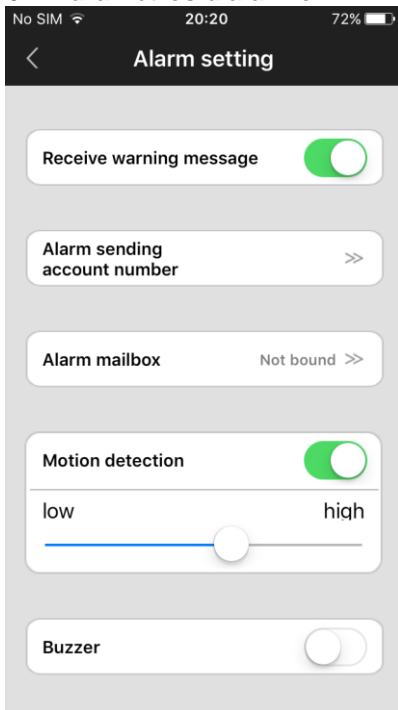 No SIM 20:20 72%
Alarm setting
Receive warning message
Alarm sending
account number
Alarm mailbox Not bound
Motion detection
low high
Buzzer